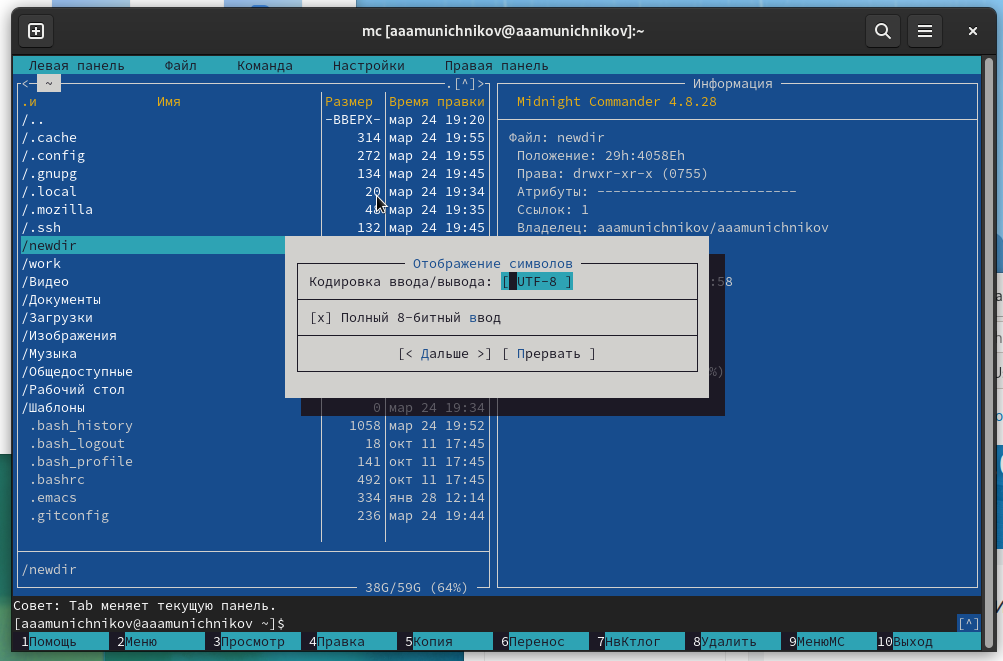 mc [aaamunichnikov@aaamunichnikov]:~
Левая панель Файл Команда Настройки Правая панель
<- ~ .[^]>
.и Имя Размер Время правки
/.. -ВВЕРХ- мар 24 19:20
/.cache 314 мар 24 19:55
/.config 272 мар 24 19:55
/.gnupg 134 мар 24 19:45
/.local 20 мар 24 19:34
/.mozilla мар 24 19:35
/.ssh 132 мар 24 19:45
/newdir
/work
/Видео
/Документы
/Загрузки
/Изображения
/Музыка
/Общедоступные
/Рабочий стол
/Шаблоны 0 мар 24 19:34
.bash_history 1058 мар 24 19:52
.bash_logout 18 окт 11 17:45
.bash_profile 141 окт 11 17:45
.bashrc 492 окт 11 17:45
.emacs 334 янв 28 12:14
.gitconfig 236 мар 24 19:44
/newdir
38G/59G (64%)
Информация
Midnight Commander 4.8.28
Файл: newdir
Положение: 29h:4058Eh
Права: drwxr-xr-x (0755)
Атрибуты: -------------------------
Ссылок: 1
Владелец: aaamunichnikov/aaamunichnikov
:58
%)
Отображение символов
Кодировка ввода/вывода: [ UTF-8 ]
[x] Полный 8-битный ввод
[< Дальше >] [ Прервать ]
Совет: Tab меняет текущую панель.
[aaamunichnikov@aaamunichnikov ~]$ [^]
1Помощь 2Меню 3Просмотр 4Правка 5Копия 6Перенос 7НвКтлог 8Удалить 9МенюМС 10Выход